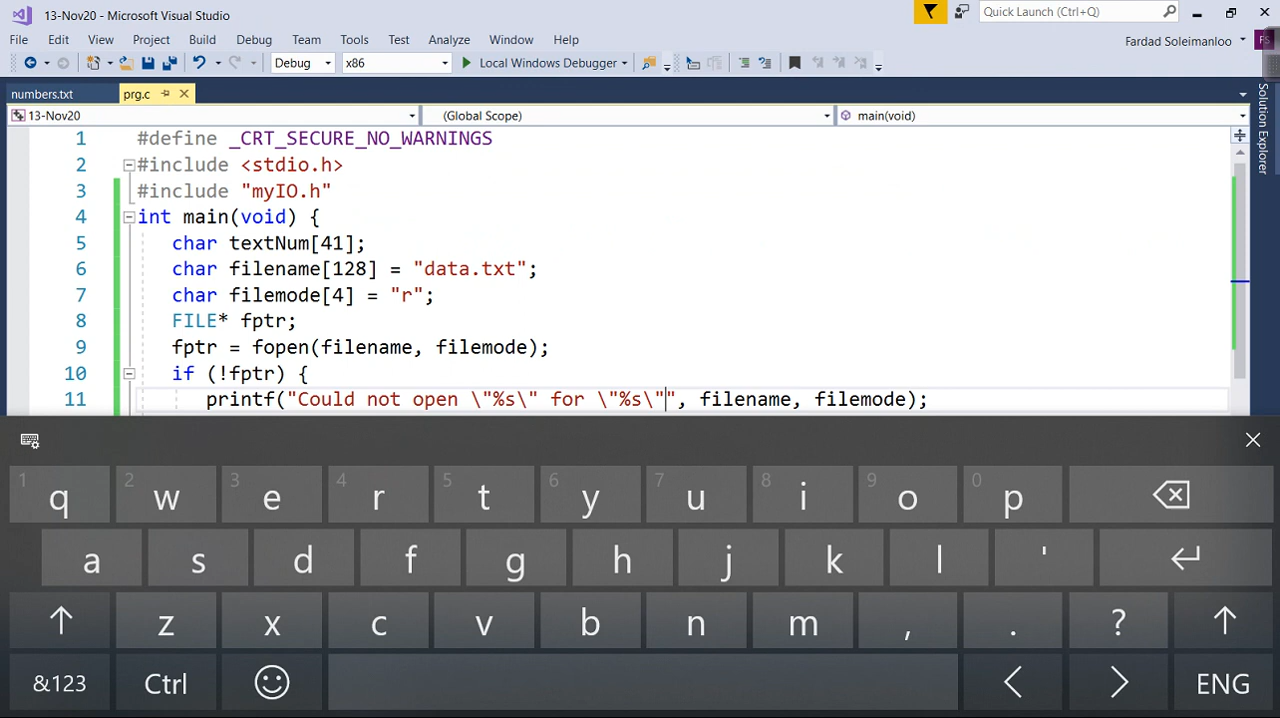 13-Nov20 - Microsoft Visual Studio
Quick Launch (Ctrl+Q)
File Edit View Project Build Debug Team Tools Test Analyze Window Help
Fardad Soleimanloo FS
Debug x86 Local Windows Debugger
numbers.txt prg.c
13-Nov20 (Global Scope) main(void)
Solution Explorer
1 #define _CRT_SECURE_NO_WARNINGS
2 #include <stdio.h>
3 #include "myIO.h"
4 int main(void) {
5 char textNum[41];
6 char filename[128] = "data.txt";
7 char filemode[4] = "r";
8 FILE* fptr;
9 fptr = fopen(filename, filemode);
10 if (!fptr) {
11 printf("Could not open \"%s\" for \"%s\"", filename, filemode);
1 q 2 w 3 e 4 r 5 t 6 y 7 u 8 i 9 o 0 p
a s d f g h j k l '
z x c v b n m , . ?
&123 Ctrl < > ENG